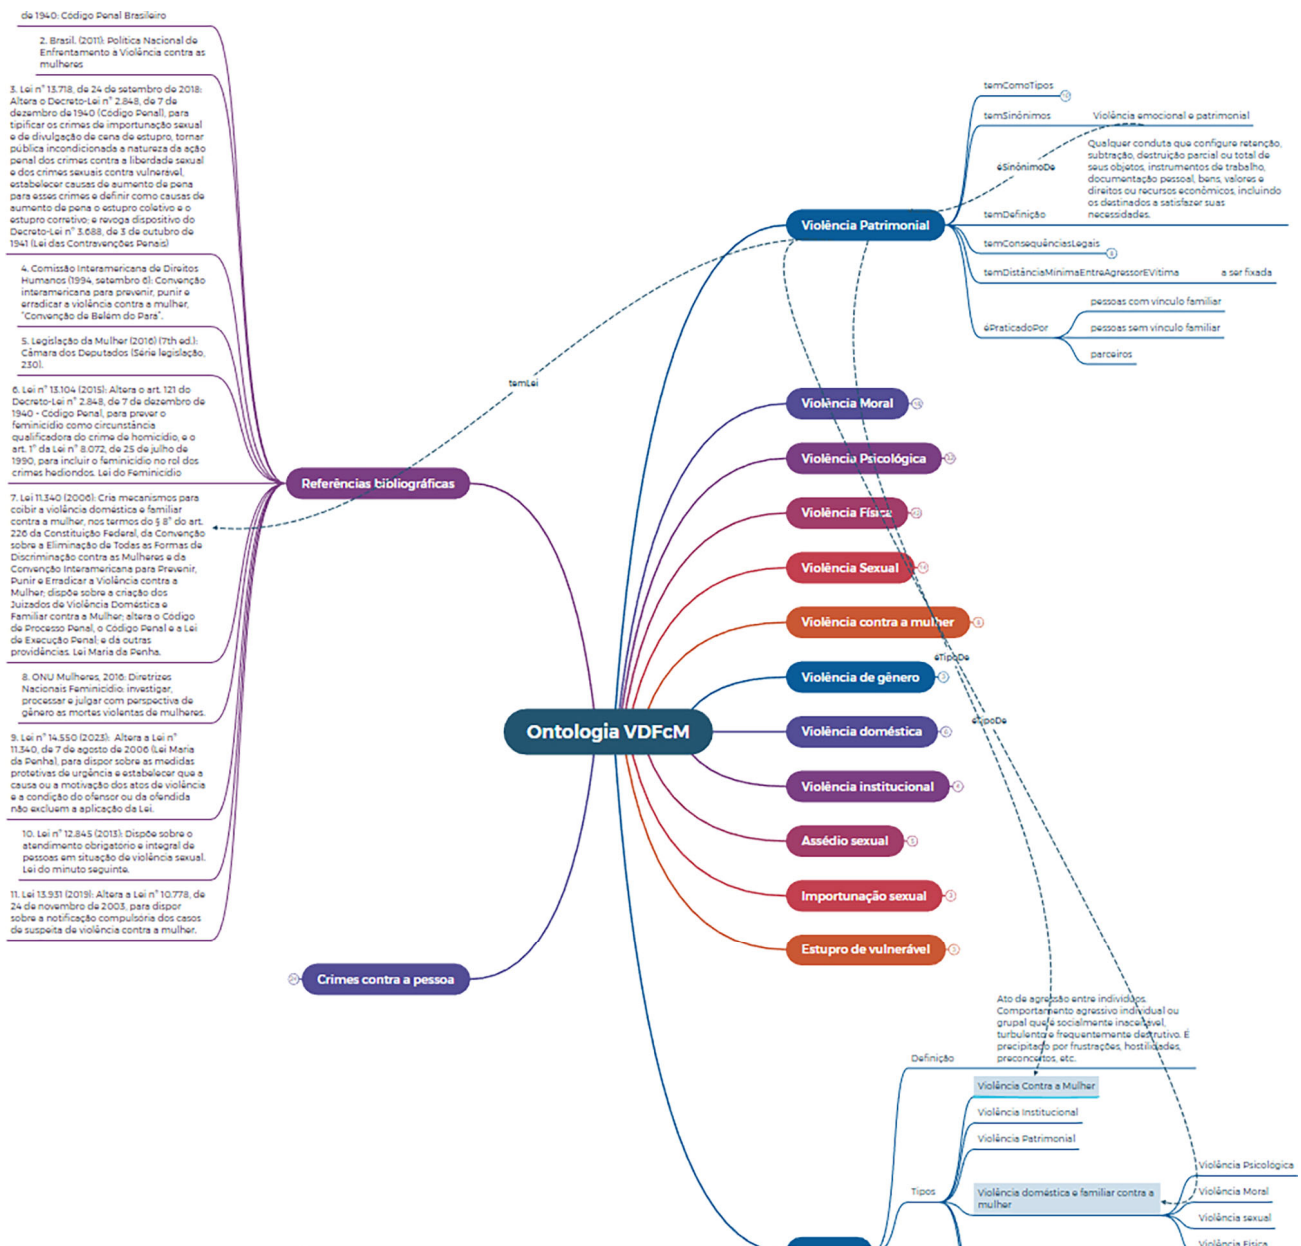 de 1940: Código Penal Brasileiro
2. Brasil. (2011): Política Nacional de
Enfrentamento a Violência contra as
mulheres
3. Lei n° 13.718, de 24 de setembro de 2018:
Altera o Decreto-Lei n° 2.848, de 7 de
dezembro de 1940 (Código Penal), para
tipificar os crimes de importunação sexual
e de divulgação de cena de estupro, tornar
pública incondicionada a natureza da ação
penal dos crimes contra a liberdade sexual
e dos crimes sexuais contra vulnerável,
estabelecer causas de aumento de pena
para esses crimes e definir como causas de
aumento de pena o estupro coletivo e o
estupro corretivo; e revoga dispositivo do
Decreto-Lei n° 3.688, de 3 de outubro de
1941 (Lei das Contravenções Penais)
4. Comissão Interamericana de Direitos
Humanos (1994, setembro 6): Convenção
interamericana para prevenir, punir e
erradicar a violência contra a mulher,
"Convenção de Belém do Pará".
5. Legislação da Mulher (2016) (7th ed.):
Câmara dos Deputados (Série legislação,
230).
6. Lei n° 13.104 (2015): Altera o art. 121 do
Decreto-Lei n° 2.848, de 7 de dezembro de
1940 - Código Penal, para prever o
feminicídio como circunstância
qualificadora do crime de homicídio, e o
art. 1° da Lei n° 8.072, de 25 de julho de
1990, para incluir o feminicídio no rol dos
crimes hediondos. Lei do Feminicídio
7. Lei 11.340 (2006): Cria mecanismos para
coibir a violência doméstica e familiar
contra a mulher, nos termos do § 8° do art.
226 da Constituição Federal, da Convenção
sobre a Eliminação de Todas as Formas de
Discriminação contra as Mulheres e da
Convenção Interamericana para Prevenir,
Punir e Erradicar a Violência contra a
Mulher; dispõe sobre a criação dos
Juizados de Violência Doméstica e
Familiar contra a Mulher; altera o Código
de Processo Penal, o Código Penal e a Lei
de Execução Penal; e da outras
providências. Lei Maria da Penha.
8. ONU Mulheres, 2016: Diretrizes
Nacionais Feminicídio: investigar,
processar e julgar com perspectiva de
gênero as mortes violentas de mulheres.
9. Lei n° 14.550 (2023): Altera a Lei n°
11.340, de 7 de agosto de 2006 (Lei Maria
da Penha), para dispor sobre as medidas
protetivas de urgência e estabelecer que a
causa ou a motivação dos atos de violência
e a condição do ofensor ou da ofendida
não excluem a aplicação da Lei.
10. Lei n° 12.845 (2013): Dispõe sobre o
atendimento obrigatório e integral de
pessoas em situação de violência sexual.
Lei do minuto seguinte.
11. Lei 13.931 (2019): Altera a Lei n° 10.778, de
24 de novembro de 2003, para dispor
sobre a notificação compulsória dos casos
de suspeita de violência contra a mulher.
Referências bibliográficas
Crimes contra a pessoa
temLei
Ontologia VDFcM
Violência Patrimonial
temComoTipos
temSinônimos
Violência emocional e patrimonial
éSinônimoDe
temDefinição
Qualquer conduta que configure retenção,
subtração, destruição parcial ou total de
seus objetos, instrumentos de trabalho,
documentação pessoal, bens, valores e
direitos ou recursos econômicos, incluindo
os destinados a satisfazer suas
necessidades.
temConsequênciasLegais
temDistânciaMínimaEntreAgressorEVítima
a ser fixada
éPraticadoPor
pessoas com vínculo familiar
pessoas sem vínculo familiar
parceiros
Violência Moral
Violência Psicológica
Violência Física
Violência Sexual
Violência contra a mulher
éTipoDe
Violência de gênero
éTipoDe
Violência doméstica
Violência institucional
Assédio sexual
Importunação sexual
Estupro de vulnerável
Definição
Ato de agressão entre indivíduos.
Comportamento agressivo individual ou
grupal que é socialmente inaceitável,
turbulento e frequentemente destrutivo. É
precipitado por frustrações, hostilidades,
preconceitos, etc.
Tipos
Violência Contra a Mulher
Violência Institucional
Violência Patrimonial
Violência doméstica e familiar contra a
mulher
Violência Psicológica
Violência Moral
Violência sexual
Violência Física